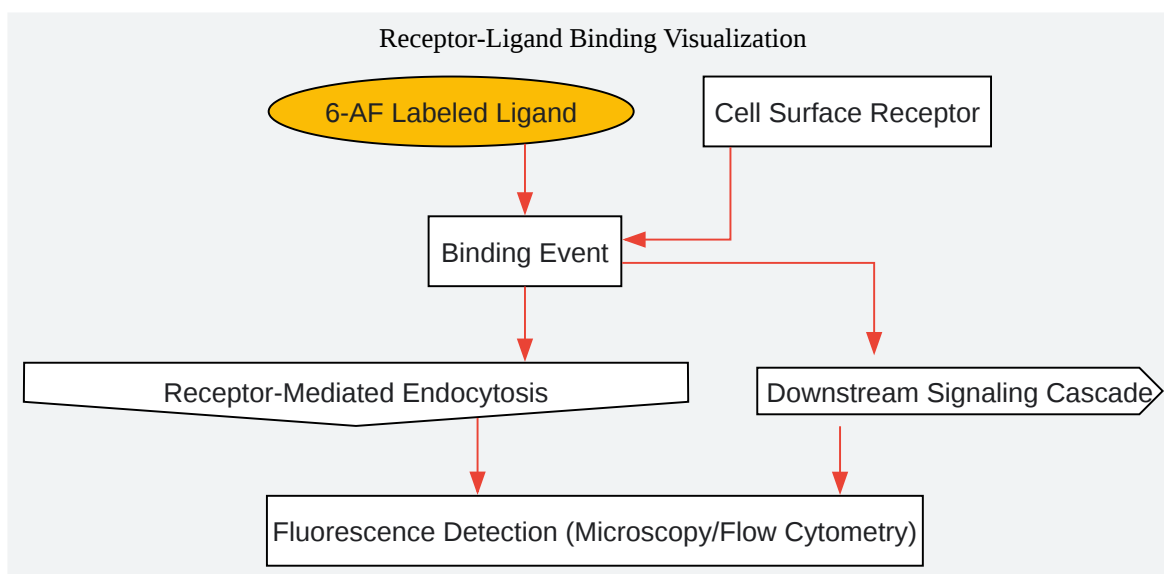 Receptor-Ligand Binding Visualization
6-AF Labeled Ligand
Cell Surface Receptor
Binding Event
Receptor-Mediated Endocytosis
Downstream Signaling Cascade
Fluorescence Detection (Microscopy/Flow Cytometry)